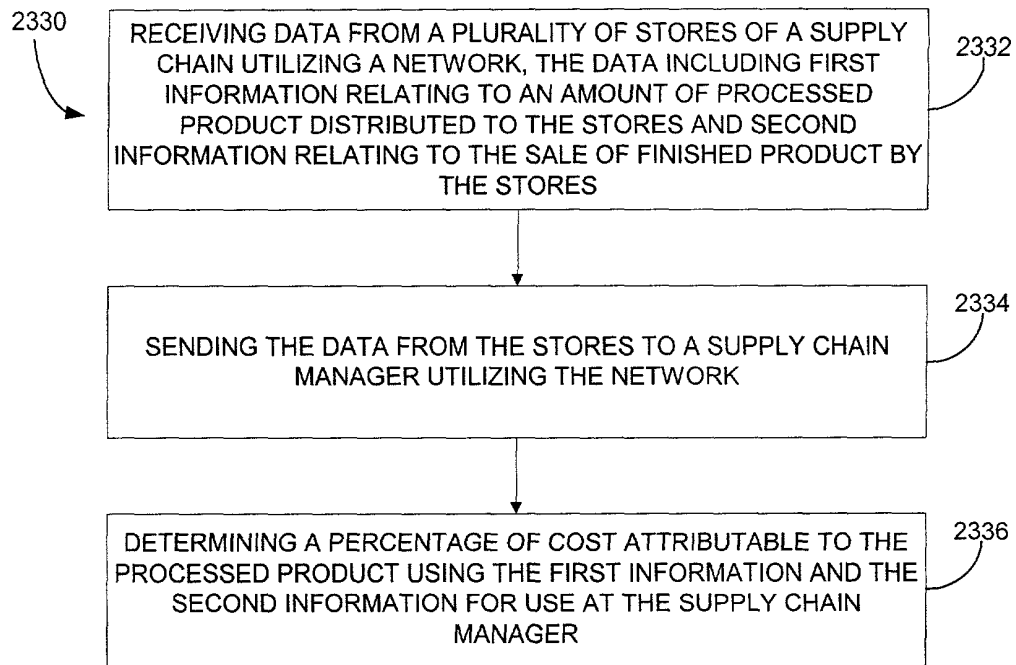 2330
RECEIVING DATA FROM A PLURALITY OF STORES OF A SUPPLY
CHAIN UTILIZING A NETWORK, THE DATA INCLUDING FIRST
INFORMATION RELATING TO AN AMOUNT OF PROCESSED
PRODUCT DISTRIBUTED TO THE STORES AND SECOND
INFORMATION RELATING TO THE SALE OF FINISHED PRODUCT BY
THE STORES
2332
SENDING THE DATA FROM THE STORES TO A SUPPLY CHAIN
MANAGER UTILIZING THE NETWORK
2334
DETERMINING A PERCENTAGE OF COST ATTRIBUTABLE TO THE
PROCESSED PRODUCT USING THE FIRST INFORMATION AND THE
SECOND INFORMATION FOR USE AT THE SUPPLY CHAIN
MANAGER
2336